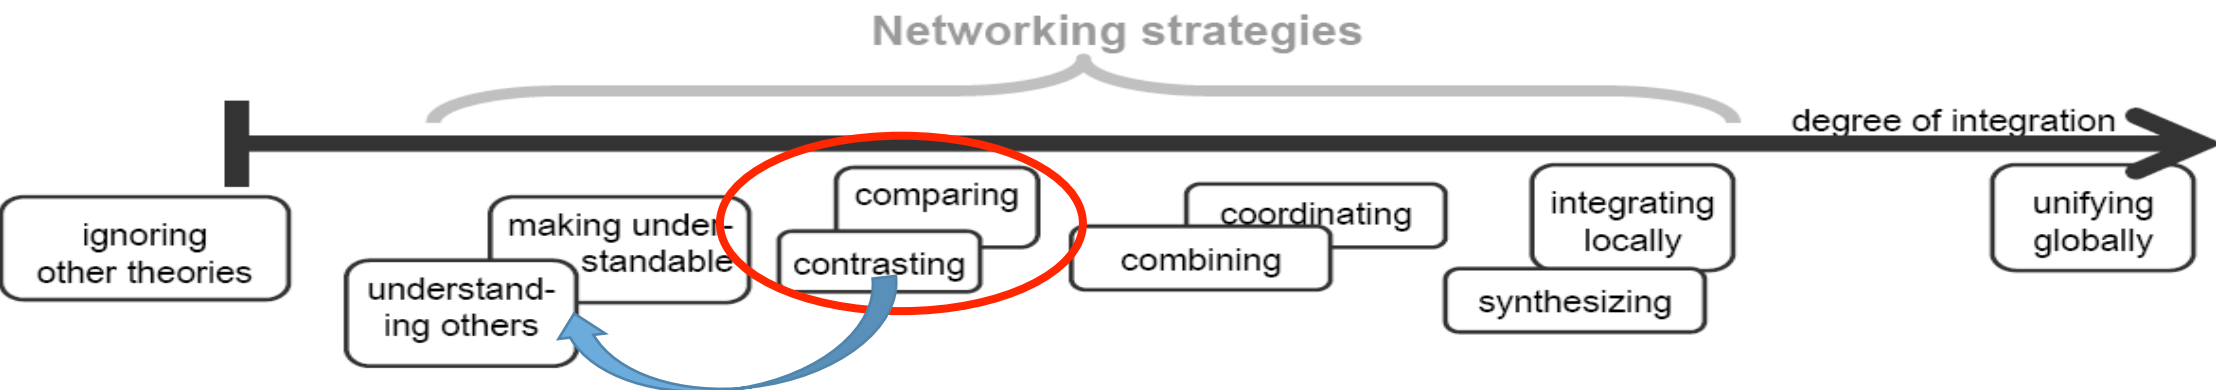 Networking strategies
degree of integration
ignoring
other theories
understand-
ing others
making under-
standable
comparing
contrasting
coordinating
combining
integrating
locally
synthesizing
unifying
globally